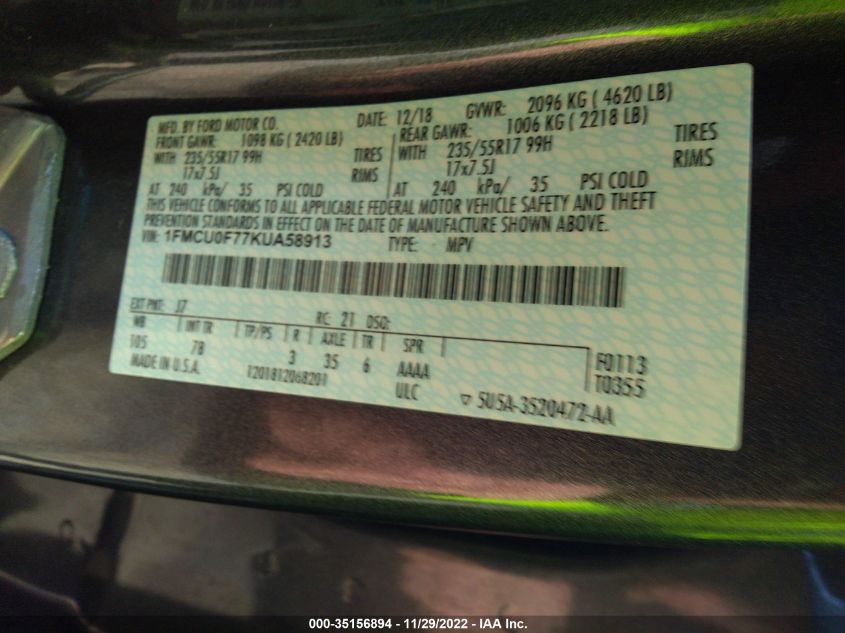 MFD. BY FORD MOTOR CO. DATE: 12/18 GVWR: 2096 KG ( 4620 LB)
FRONT GAWR: 1098 KG ( 2420 LB) REAR GAWR: 1006 KG ( 2218 LB)
WITH 235/55R17 99H TIRES WITH 235/55R17 99H TIRES
17x7.5J RIMS 17x7.5J RIMS
AT 240 kPa/ 35 PSI COLD AT 240 kPa/ 35 PSI COLD
THIS VEHICLE CONFORMS TO ALL APPLICABLE FEDERAL MOTOR VEHICLE SAFETY AND THEFT
PREVENTION STANDARDS IN EFFECT ON THE DATE OF MANUFACTURE SHOWN ABOVE.
VIN: 1FMCU0F77KUA58913 TYPE: MPV
EXT PNT: J7 RC: 21 DSO:
WB INT TR TP/PS R AXLE TR SPR
105 7B 3 35 6 AAAA F0113
MADE IN U.S.A. 1201812068201 ULC T0355
▽ 5U5A-3520472-AA
000-35156894 - 11/29/2022 - IAA Inc.